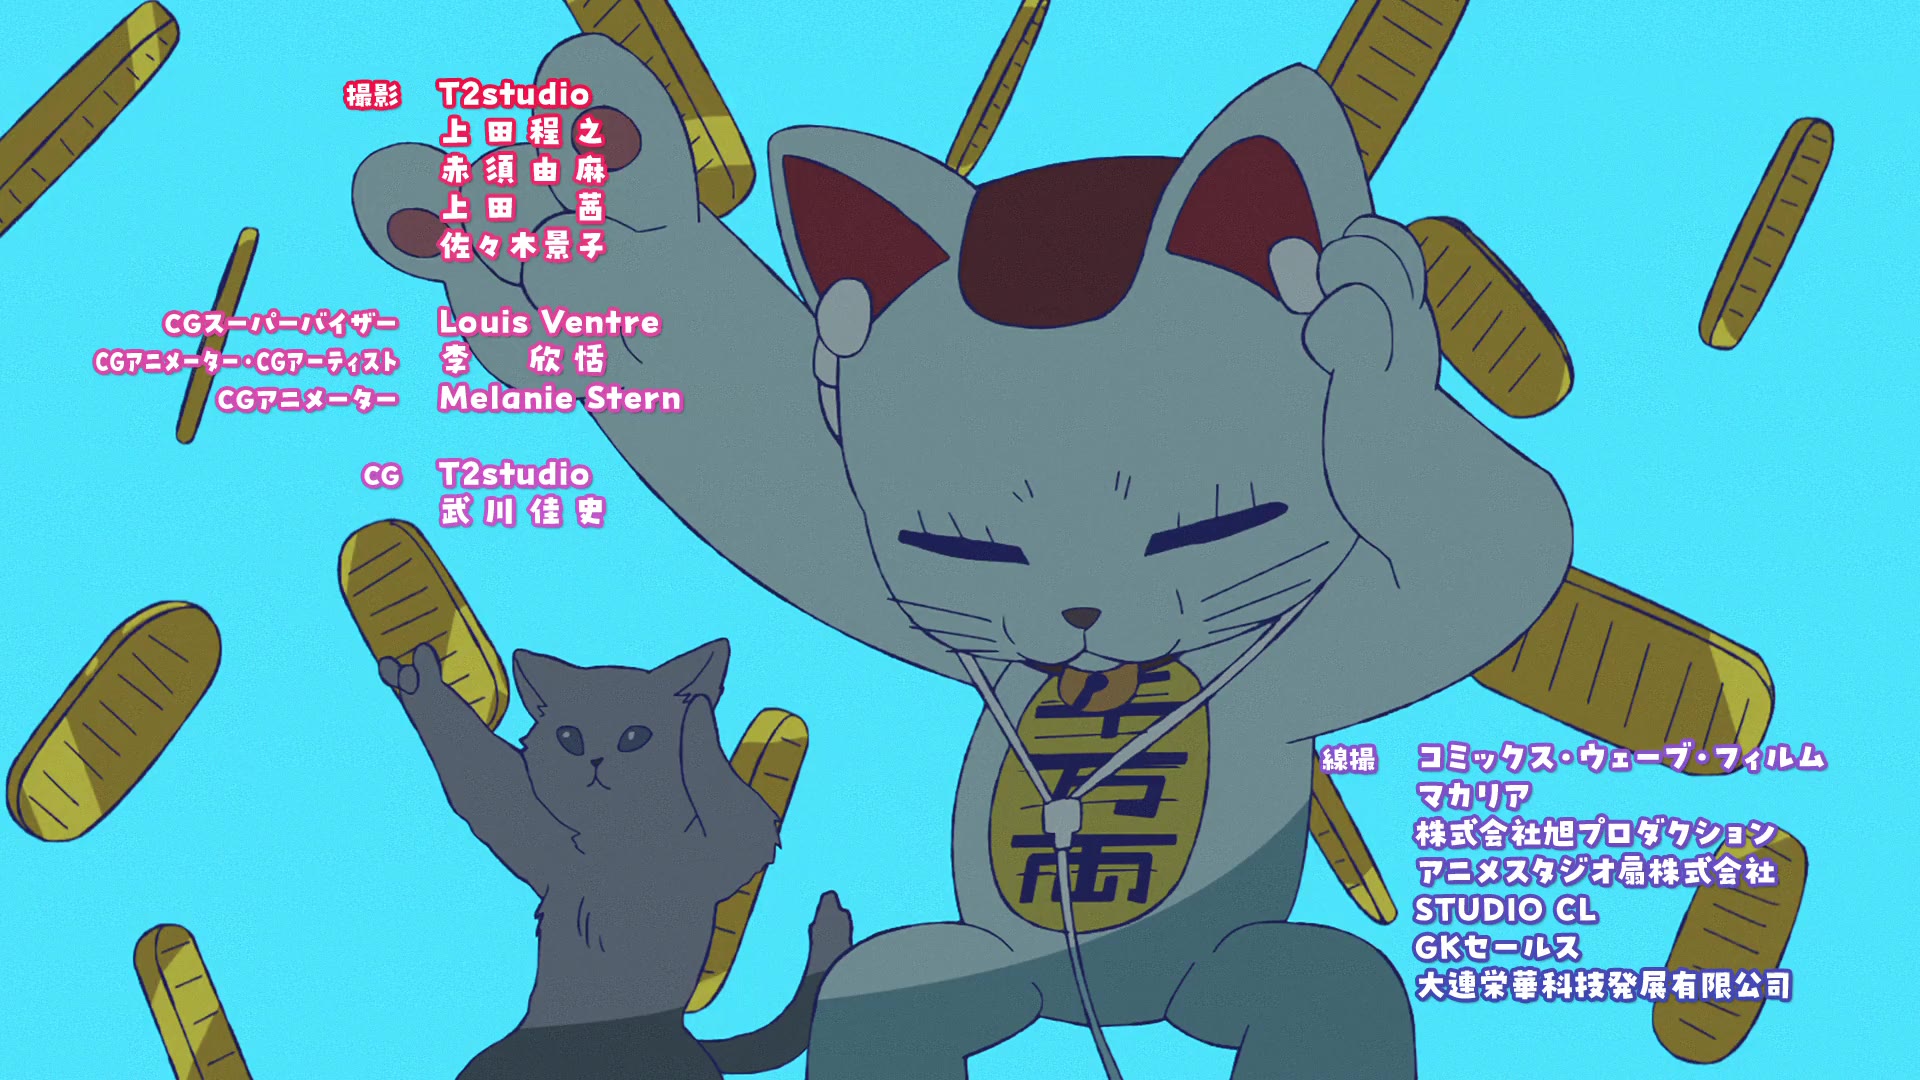 撮影 T2studio
上田程之
赤須由麻
上田 茜
佐々木景子
CGスーパーバイザー Louis Ventre
CGアニメーター・CGアーティスト 李 欣恬
CGアニメーター Melanie Stern
CG T2studio
武川佳史
千万両
線撮 コミックス・ウェーブ・フィルム
マカリア
株式会社旭プロダクション
アニメスタジオ扇株式会社
STUDIO CL
GKセールス
大連栄華科技発展有限公司